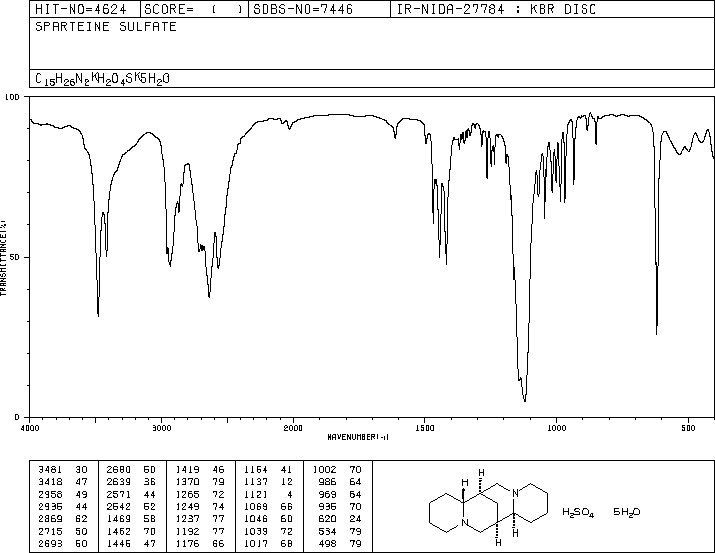 HIT-NO=4624 SCORE= ( ) SDBS-NO=7446 IR-NIDA-27784 : KBR DISC
SPARTEINE SULFATE
C15H26N2KH2O4SK5H2O
100
50
0
TRANSMITTANCE(%)
4000 3000 2000 1500 1000 500
WAVENUMBER(-1)
3481 30 2680 50 1419 46 1154 41 1002 70
3418 47 2639 36 1370 79 1137 12 986 64
2958 49 2571 44 1265 72 1121 4 969 64
2935 44 2542 52 1249 74 1069 66 935 70
2869 62 1469 58 1237 77 1046 60 620 24
2715 50 1462 70 1192 77 1039 72 534 79
2693 50 1446 47 1176 66 1017 68 498 79
H
H
N
N
H
H
H2SO4 5H2O